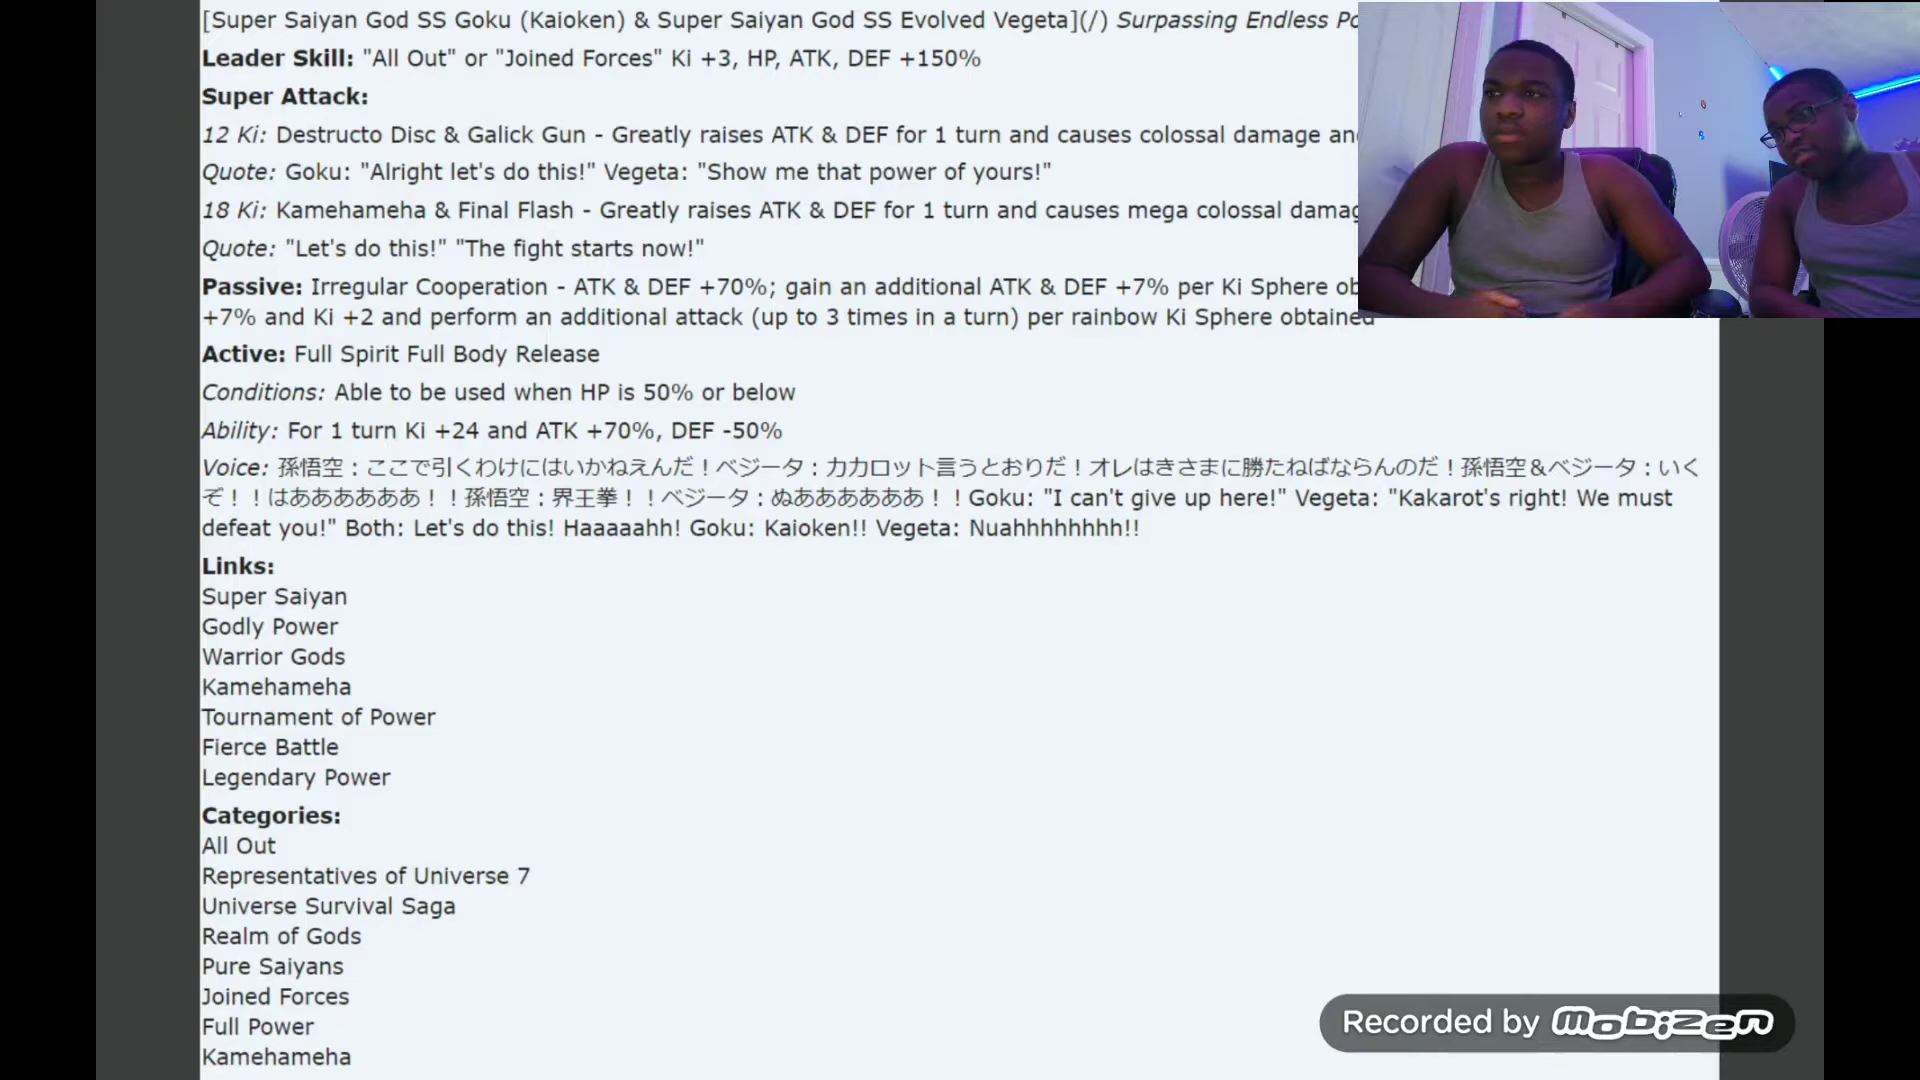 [Super Saiyan God SS Goku (Kaioken) & Super Saiyan God SS Evolved Vegeta](/) Surpassing Endless
Leader Skill: "All Out" or "Joined Forces" Ki +3, HP, ATK, DEF +150%
Super Attack:
12 Ki: Destructo Disc & Galick Gun - Greatly raises ATK & DEF for 1 turn and causes colossal damage
Quote: Goku: "Alright let's do this!" Vegeta: "Show me that power of yours!"
18 Ki: Kamehameha & Final Flash - Greatly raises ATK & DEF for 1 turn and causes mega colossal
Quote: "Let's do this!" "The fight starts now!"
Passive: Irregular Cooperation - ATK & DEF +70%; gain an additional ATK & DEF +7% per Ki Sphere
+7% and Ki +2 and perform an additional attack (up to 3 times in a turn) per rainbow Ki Sphere obtained
Active: Full Spirit Full Body Release
Conditions: Able to be used when HP is 50% or below
Ability: For 1 turn Ki +24 and ATK +70%, DEF -50%
Voice: 孫悟空：ここで引くわけにはいかねえんだ！ベジータ：カカロット言うとおりだ！オレはきさまに勝たねばならんのだ！孫悟空＆ベジータ：いく
ぞ！！はああああああ！！孫悟空：界王拳！！ベジータ：ぬああああああ！！Goku: "I can't give up here!" Vegeta: "Kakarot's right! We must
defeat you!" Both: Let's do this! Haaaaahh! Goku: Kaioken!! Vegeta: Nuahhhhhhhh!!
Links:
Super Saiyan
Godly Power
Warrior Gods
Kamehameha
Tournament of Power
Fierce Battle
Legendary Power
Categories:
All Out
Representatives of Universe 7
Universe Survival Saga
Realm of Gods
Pure Saiyans
Joined Forces
Full Power
Kamehameha
Recorded by Mobizen